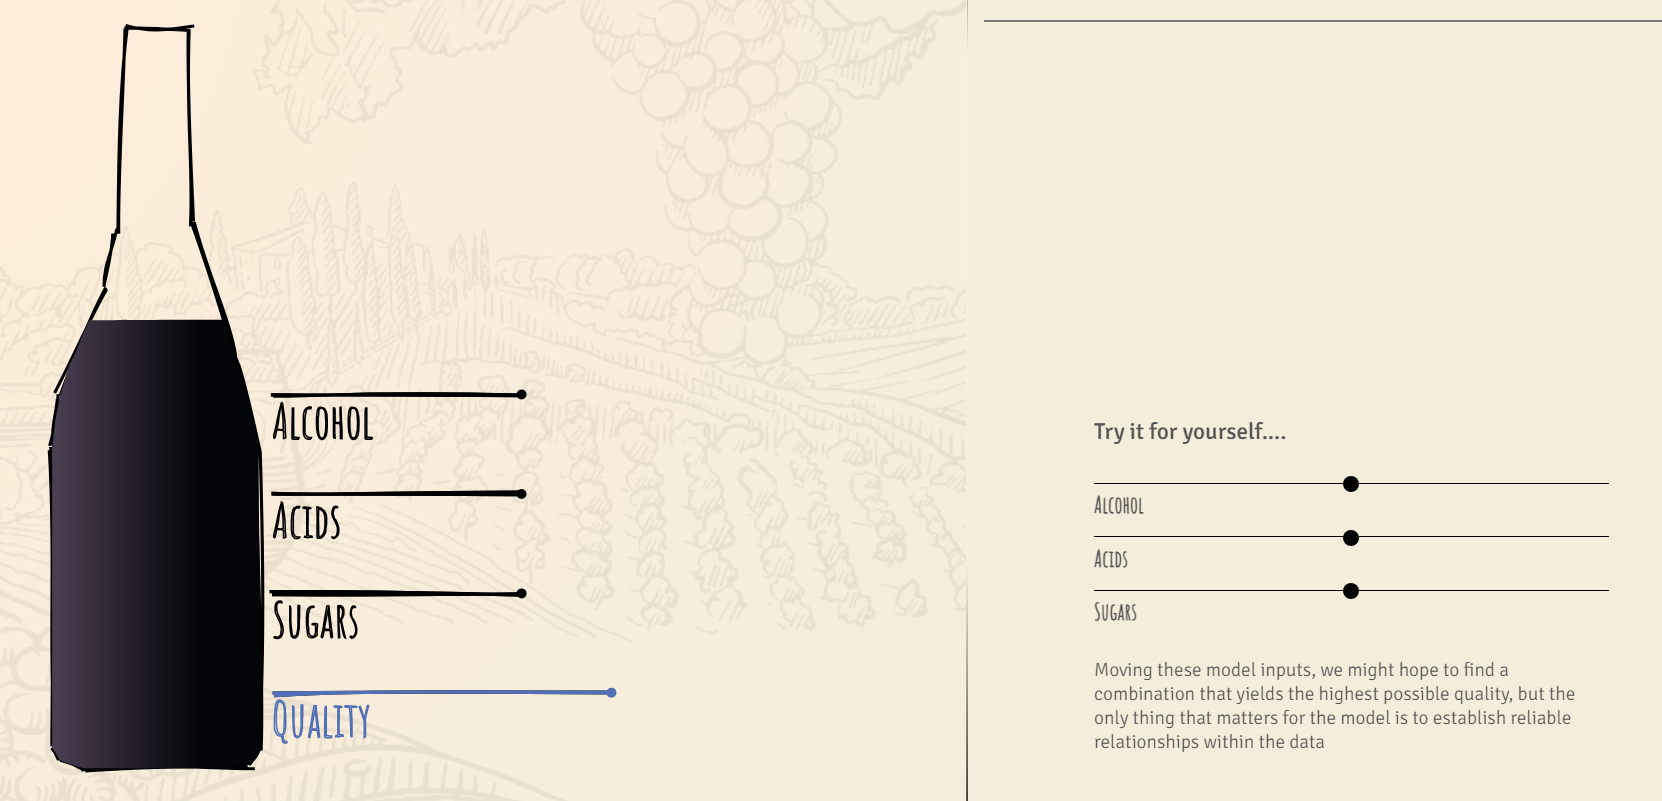 Alcohol
Acids
Sugars
Quality
Try it for yourself....
Alcohol
Acids
Sugars
Moving these model inputs, we might hope to find a
combination that yields the highest possible quality, but the
only thing that matters for the model is to establish reliable
relationships within the data